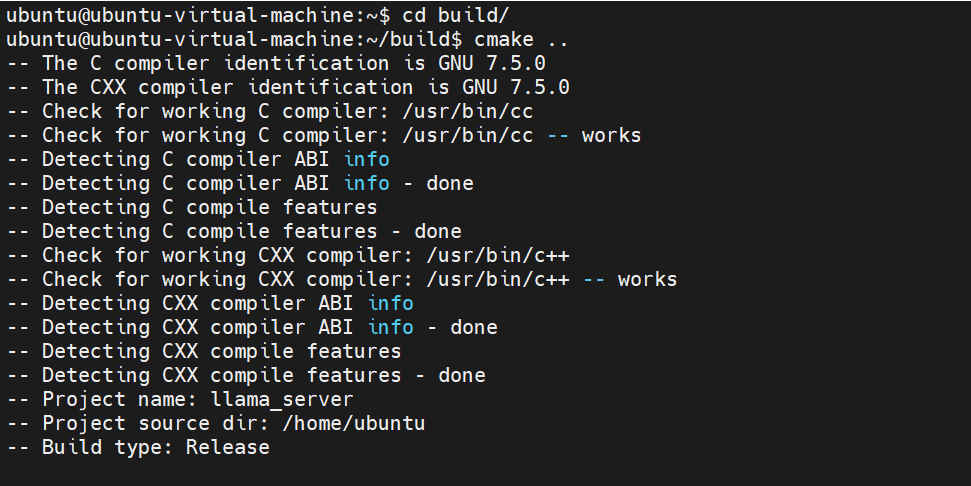 ubuntu@ubuntu-virtual-machine:~$ cd build/
ubuntu@ubuntu-virtual-machine:~/build$ cmake ..
-- The C compiler identification is GNU 7.5.0
-- The CXX compiler identification is GNU 7.5.0
-- Check for working C compiler: /usr/bin/cc
-- Check for working C compiler: /usr/bin/cc -- works
-- Detecting C compiler ABI info
-- Detecting C compiler ABI info - done
-- Detecting C compile features
-- Detecting C compile features - done
-- Check for working CXX compiler: /usr/bin/c++
-- Check for working CXX compiler: /usr/bin/c++ -- works
-- Detecting CXX compiler ABI info
-- Detecting CXX compiler ABI info - done
-- Detecting CXX compile features
-- Detecting CXX compile features - done
-- Project name: llama_server
-- Project source dir: /home/ubuntu
-- Build type: Release